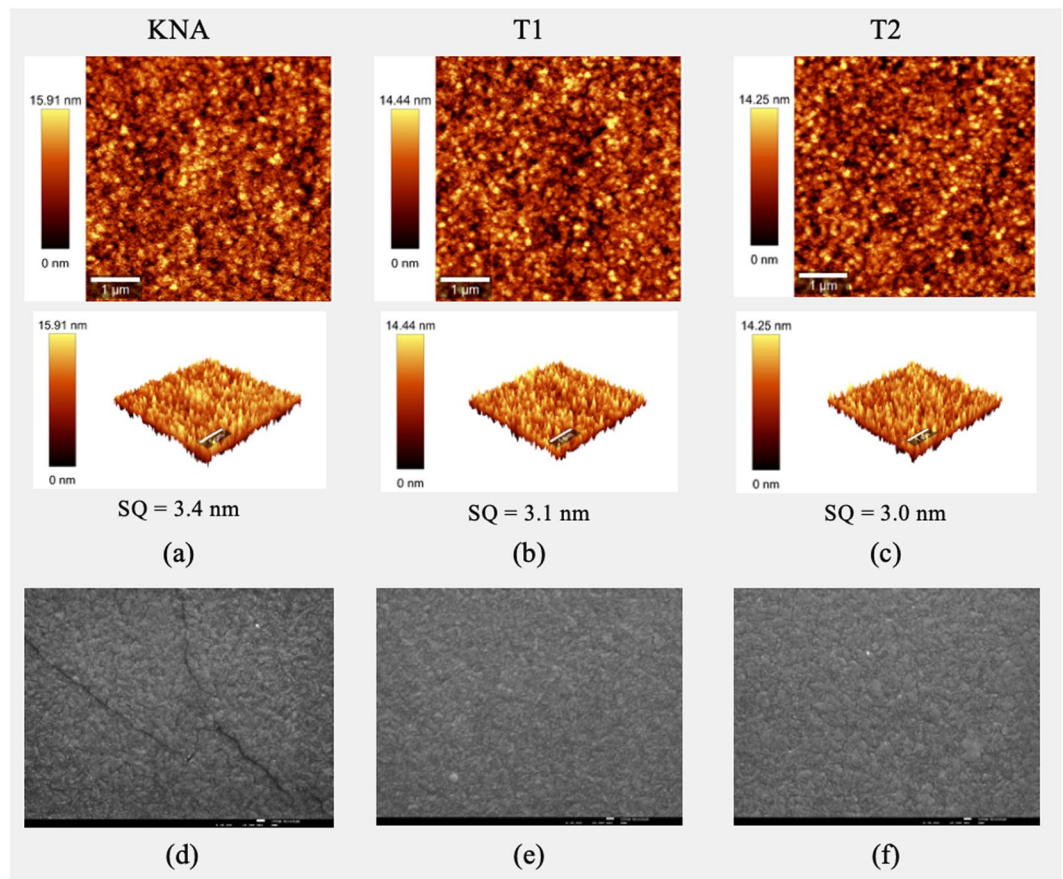 KNA
T1
T2
15.91 nm
0 nm
1 µm
14.44 nm
0 nm
1 µm
14.25 nm
0 nm
1 µm
15.91 nm
0 nm
14.44 nm
0 nm
14.25 nm
0 nm
SQ = 3.4 nm
SQ = 3.1 nm
SQ = 3.0 nm
(a)
(b)
(c)
(d)
(e)
(f)